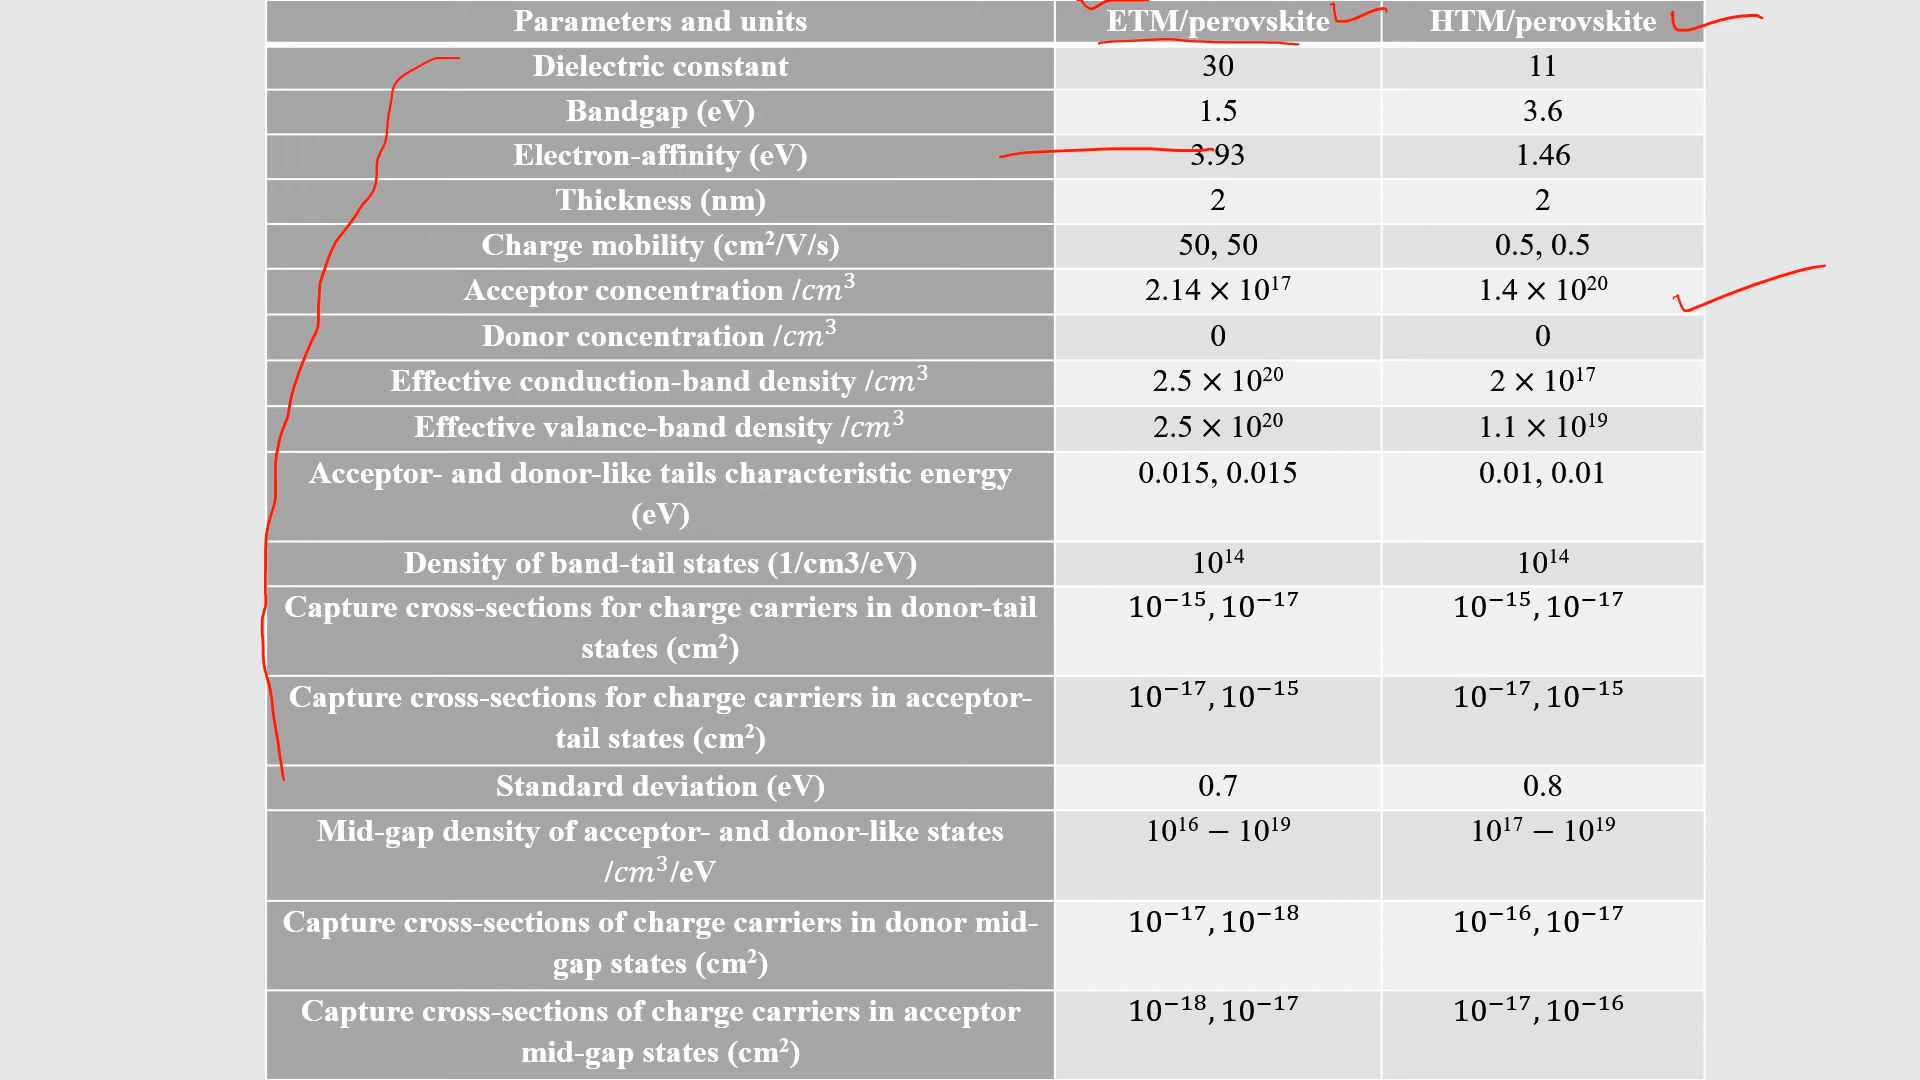 Parameters and units ETM/perovskite HTM/perovskite
Dielectric constant 30 11
Bandgap (eV) 1.5 3.6
Electron-affinity (eV) 3.93 1.46
Thickness (nm) 2 2
Charge mobility (cm²/V/s) 50, 50 0.5, 0.5
Acceptor concentration /cm³ 2.14 × 10¹⁷ 1.4 × 10²⁰
Donor concentration /cm³ 0 0
Effective conduction-band density /cm³ 2.5 × 10²⁰ 2 × 10¹⁷
Effective valance-band density /cm³ 2.5 × 10²⁰ 1.1 × 10¹⁹
Acceptor- and donor-like tails characteristic energy 0.015, 0.015 0.01, 0.01
(eV)
Density of band-tail states (1/cm3/eV) 10¹⁴ 10¹⁴
Capture cross-sections for charge carriers in donor-tail 10⁻¹⁵, 10⁻¹⁷ 10⁻¹⁵, 10⁻¹⁷
states (cm²)
Capture cross-sections for charge carriers in acceptor- 10⁻¹⁷, 10⁻¹⁵ 10⁻¹⁷, 10⁻¹⁵
tail states (cm²)
Standard deviation (eV) 0.7 0.8
Mid-gap density of acceptor- and donor-like states 10¹⁶ – 10¹⁹ 10¹⁷ – 10¹⁹
/cm³/eV
Capture cross-sections of charge carriers in donor mid- 10⁻¹⁷, 10⁻¹⁸ 10⁻¹⁶, 10⁻¹⁷
gap states (cm²)
Capture cross-sections of charge carriers in acceptor 10⁻¹⁸, 10⁻¹⁷ 10⁻¹⁷, 10⁻¹⁶
mid-gap states (cm²)